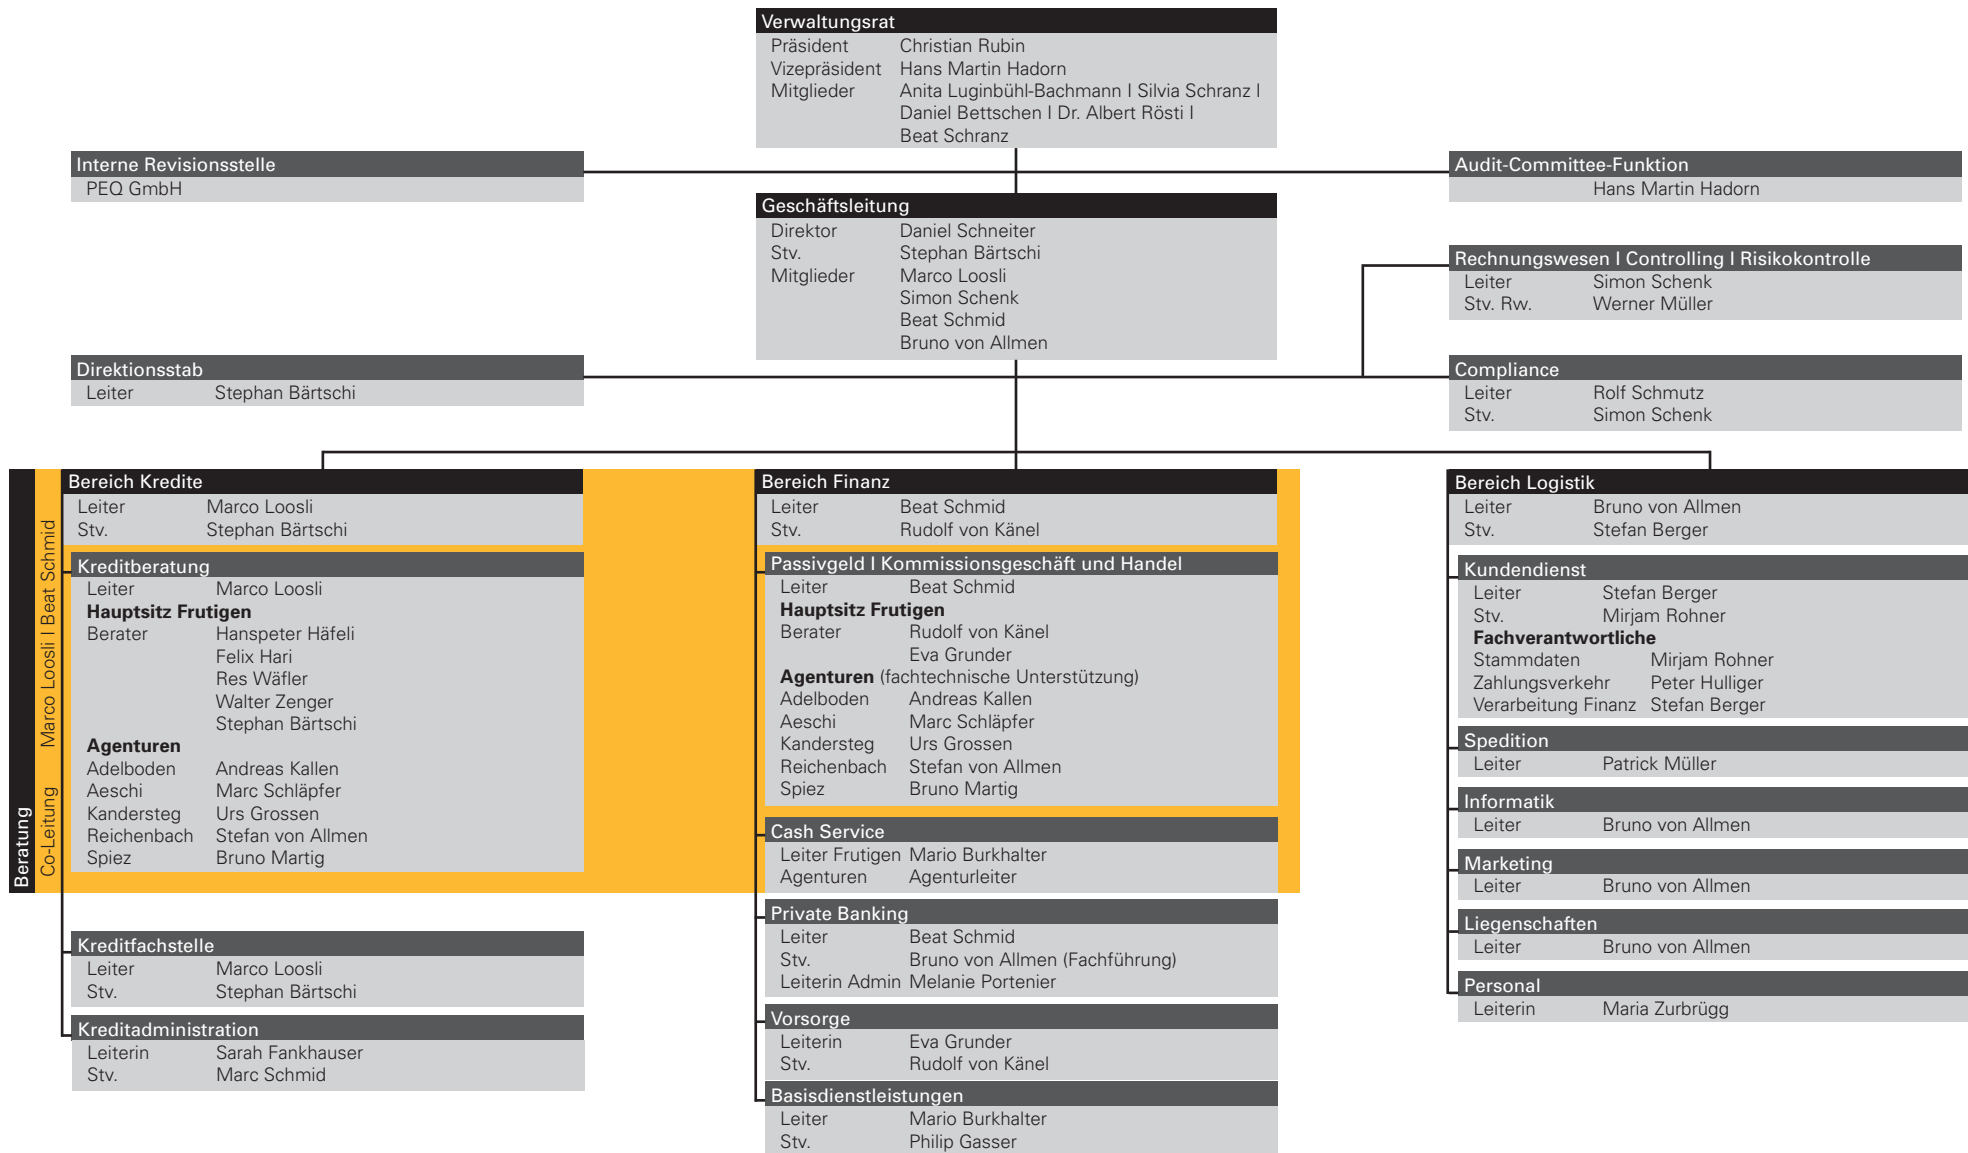 Verwaltungsrat
Präsident Christian Rubin
Vizepräsident Hans Martin Hadorn
Mitglieder Anita Luginbühl-Bachmann I Silvia Schranz I
Daniel Bettschen I Dr. Albert Rösti I
Beat Schranz
Interne Revisionsstelle
PEQ GmbH
Audit-Committee-Funktion
Hans Martin Hadorn
Geschäftsleitung
Direktor Daniel Schneiter
Stv. Stephan Bärtschi
Mitglieder Marco Loosli
Simon Schenk
Beat Schmid
Bruno von Allmen
Rechnungswesen I Controlling I Risikokontrolle
Leiter Simon Schenk
Stv. Rw. Werner Müller
Direktionsstab
Leiter Stephan Bärtschi
Compliance
Leiter Rolf Schmutz
Stv. Simon Schenk
Beratung
Co-Leitung Marco Loosli I Beat Schmid
Bereich Kredite
Leiter Marco Loosli
Stv. Stephan Bärtschi
Kreditberatung
Leiter Marco Loosli
Hauptsitz Frutigen
Berater Hanspeter Häfeli
Felix Hari
Res Wäfler
Walter Zenger
Stephan Bärtschi
Agenturen
Adelboden Andreas Kallen
Aeschi Marc Schläpfer
Kandersteg Urs Grossen
Reichenbach Stefan von Allmen
Spiez Bruno Martig
Kreditfachstelle
Leiter Marco Loosli
Stv. Stephan Bärtschi
Kreditadministration
Leiterin Sarah Fankhauser
Stv. Marc Schmid
Bereich Finanz
Leiter Beat Schmid
Stv. Rudolf von Känel
Passivgeld I Kommissionsgeschäft und Handel
Leiter Beat Schmid
Hauptsitz Frutigen
Berater Rudolf von Känel
Eva Grunder
Agenturen (fachtechnische Unterstützung)
Adelboden Andreas Kallen
Aeschi Marc Schläpfer
Kandersteg Urs Grossen
Reichenbach Stefan von Allmen
Spiez Bruno Martig
Cash Service
Leiter Frutigen Mario Burkhalter
Agenturen Agenturleiter
Private Banking
Leiter Beat Schmid
Stv. Bruno von Allmen (Fachführung)
Leiterin Admin Melanie Portenier
Vorsorge
Leiterin Eva Grunder
Stv. Rudolf von Känel
Basisdienstleistungen
Leiter Mario Burkhalter
Stv. Philip Gasser
Bereich Logistik
Leiter Bruno von Allmen
Stv. Stefan Berger
Kundendienst
Leiter Stefan Berger
Stv. Mirjam Rohner
Fachverantwortliche
Stammdaten Mirjam Rohner
Zahlungsverkehr Peter Hulliger
Verarbeitung Finanz Stefan Berger
Spedition
Leiter Patrick Müller
Informatik
Leiter Bruno von Allmen
Marketing
Leiter Bruno von Allmen
Liegenschaften
Leiter Bruno von Allmen
Personal
Leiterin Maria Zurbrügg